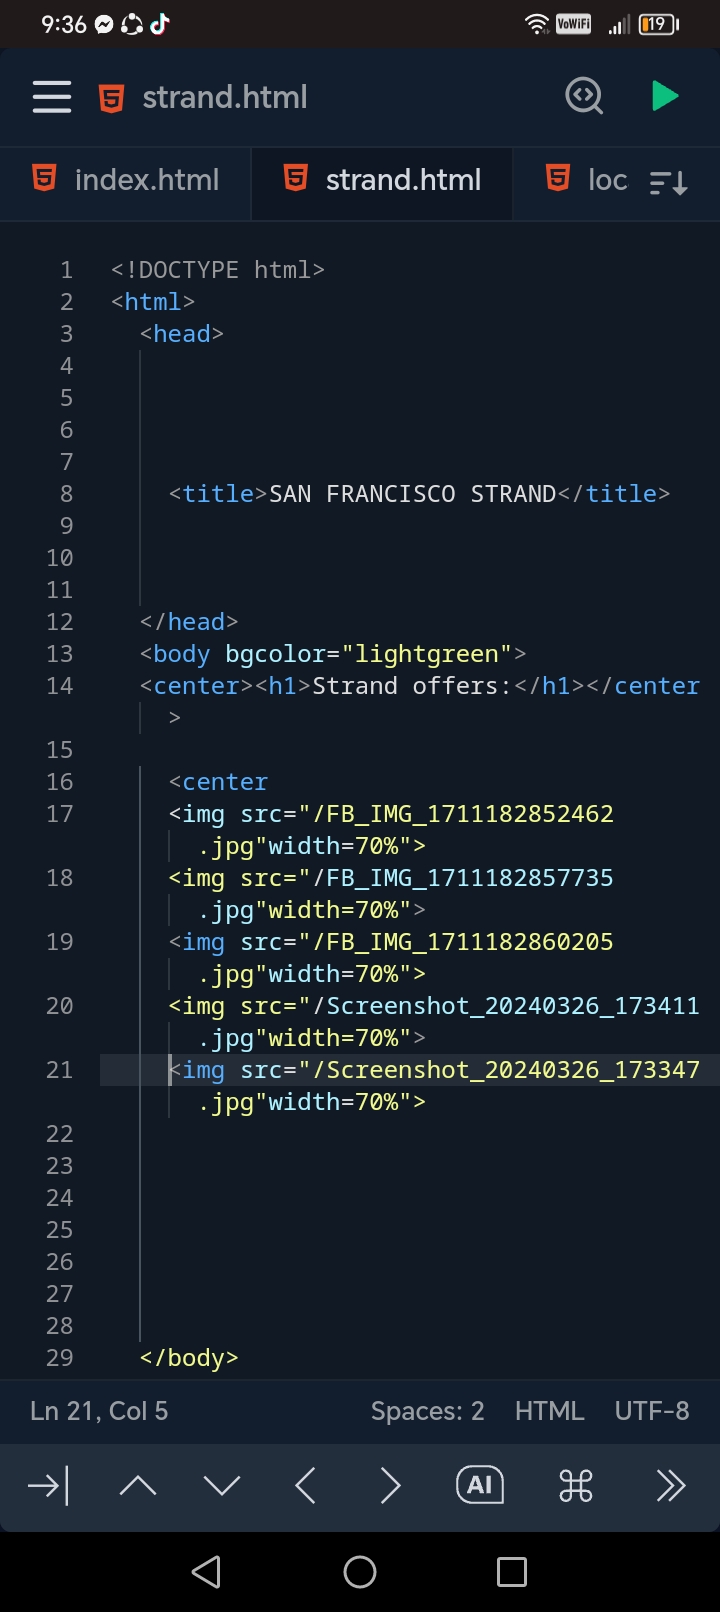 9:36 VoWiFi 19
strand.html
index.html strand.html loc
1 <!DOCTYPE html>
2 <html>
3 <head>
4
5
6
7
8 <title>SAN FRANCISCO STRAND</title>
9
10
11
12 </head>
13 <body bgcolor="lightgreen">
14 <center><h1>Strand offers:</h1></center
>
15
16 <center
17 <img src="/FB_IMG_1711182852462
.jpg"width=70%">
18 <img src="/FB_IMG_1711182857735
.jpg"width=70%">
19 <img src="/FB_IMG_1711182860205
.jpg"width=70%">
20 <img src="/Screenshot_20240326_173411
.jpg"width=70%">
21 <img src="/Screenshot_20240326_173347
.jpg"width=70%">
22
23
24
25
26
27
28
29 </body>
Ln 21, Col 5 Spaces: 2 HTML UTF-8
AI